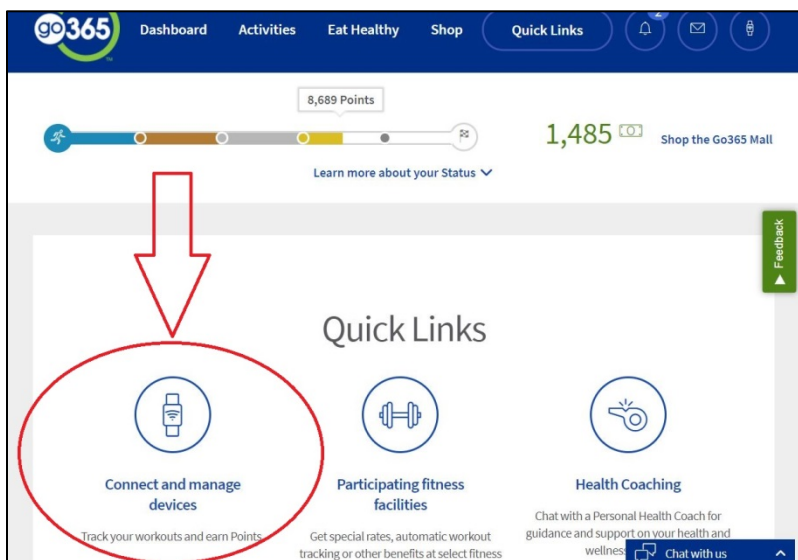 go365
Dashboard Activities Eat Healthy Shop Quick Links 2
8,689 Points
1,485 Shop the Go365 Mall
Learn more about your Status
Feedback
Quick Links
Connect and manage
devices
Track your workouts and earn Points
Participating fitness
facilities
Get special rates, automatic workout
tracking or other benefits at select fitness
Health Coaching
Chat with a Personal Health Coach for
guidance and support on your health and
wellness
Chat with us